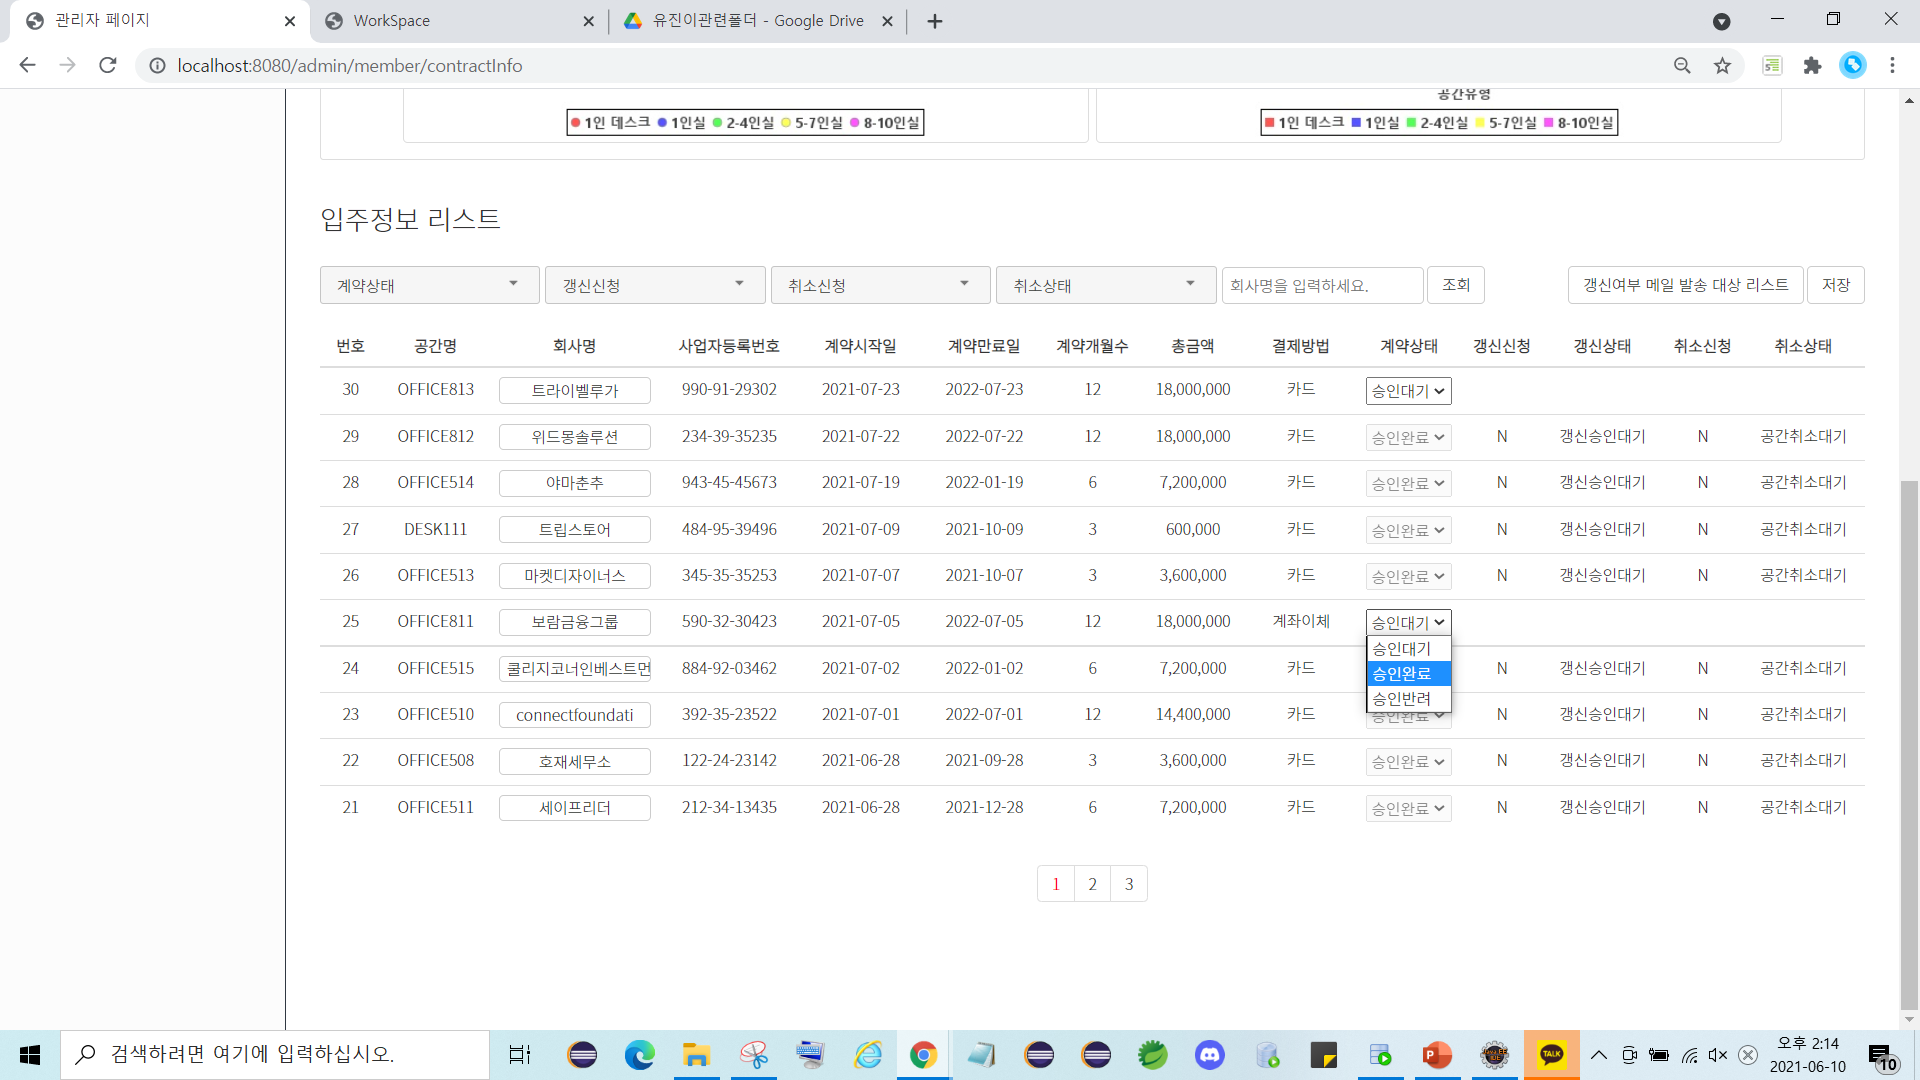 관리자 페이지
WorkSpace
유진이관련폴더 - Google Drive
localhost:8080/admin/member/contractInfo
공간유형
1인 데스크 1인실 2-4인실 5-7인실 8-10인실
1인 데스크 1인실 2-4인실 5-7인실 8-10인실
입주정보 리스트
계약상태 갱신신청 취소신청 취소상태 회사명을 입력하세요. 조회 갱신여부 메일 발송 대상 리스트 저장
번호 공간명 회사명 사업자등록번호 계약시작일 계약만료일 계약개월수 총금액 결제방법 계약상태 갱신신청 갱신상태 취소신청 취소상태
30 OFFICE813 트라이벨루가 990-91-29302 2021-07-23 2022-07-23 12 18,000,000 카드 승인대기
29 OFFICE812 위드몽솔루션 234-39-35235 2021-07-22 2022-07-22 12 18,000,000 카드 승인완료 N 갱신승인대기 N 공간취소대기
28 OFFICE514 야마춘추 943-45-45673 2021-07-19 2022-01-19 6 7,200,000 카드 승인완료 N 갱신승인대기 N 공간취소대기
27 DESK111 트립스토어 484-95-39496 2021-07-09 2021-10-09 3 600,000 카드 승인완료 N 갱신승인대기 N 공간취소대기
26 OFFICE513 마켓디자이너스 345-35-35253 2021-07-07 2021-10-07 3 3,600,000 카드 승인완료 N 갱신승인대기 N 공간취소대기
25 OFFICE811 보람금융그룹 590-32-30423 2021-07-05 2022-07-05 12 18,000,000 계좌이체 승인대기
승인대기
승인완료
승인반려
24 OFFICE515 쿨리지코너인베스트먼 884-92-03462 2021-07-02 2022-01-02 6 7,200,000 카드 N 갱신승인대기 N 공간취소대기
23 OFFICE510 connectfoundati 392-35-23522 2021-07-01 2022-07-01 12 14,400,000 카드 승인완료 N 갱신승인대기 N 공간취소대기
22 OFFICE508 호재세무소 122-24-23142 2021-06-28 2021-09-28 3 3,600,000 카드 승인완료 N 갱신승인대기 N 공간취소대기
21 OFFICE511 세이프리더 212-34-13435 2021-06-28 2021-12-28 6 7,200,000 카드 승인완료 N 갱신승인대기 N 공간취소대기
1 2 3
검색하려면 여기에 입력하십시오.
TALK
오후 2:14
2021-06-10
10